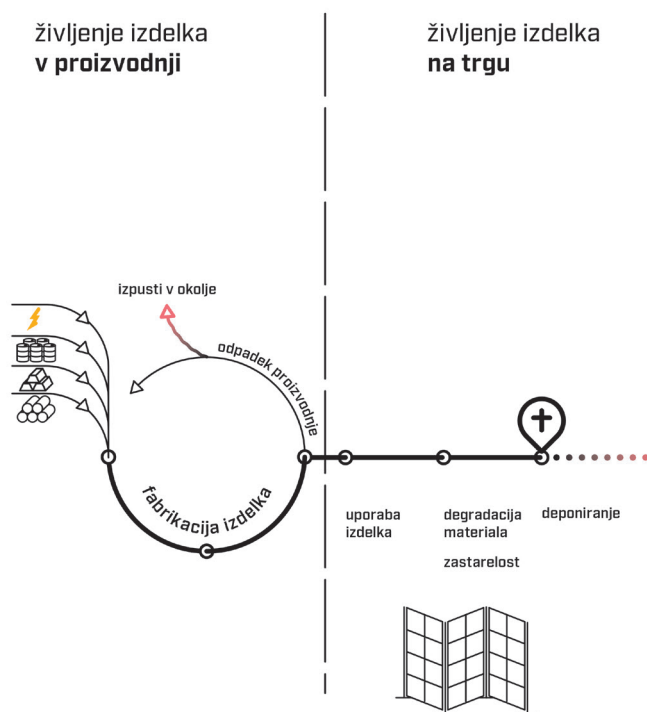 življenje izdelka
v proizvodnji
življenje izdelka
na trgu
izpusti v okolje
odpadek proizvodnje
fabrikacija izdelka
uporaba
izdelka
degradacija
materiala
zastarelost
deponiranje